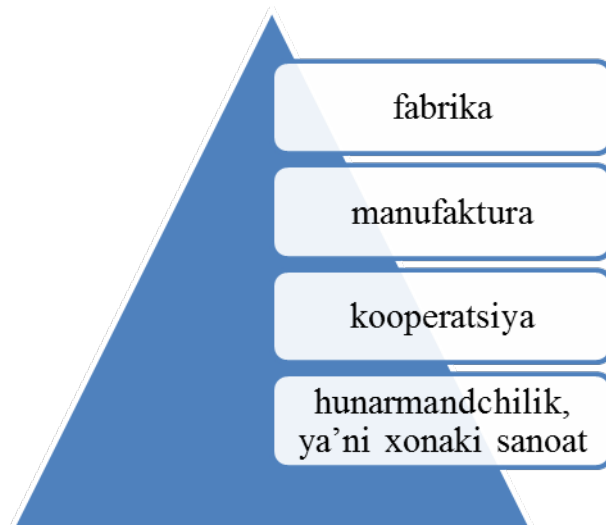 fabrika
manufaktura
kooperatsiya
hunarmandchilik,
ya’ni xonaki sanoat